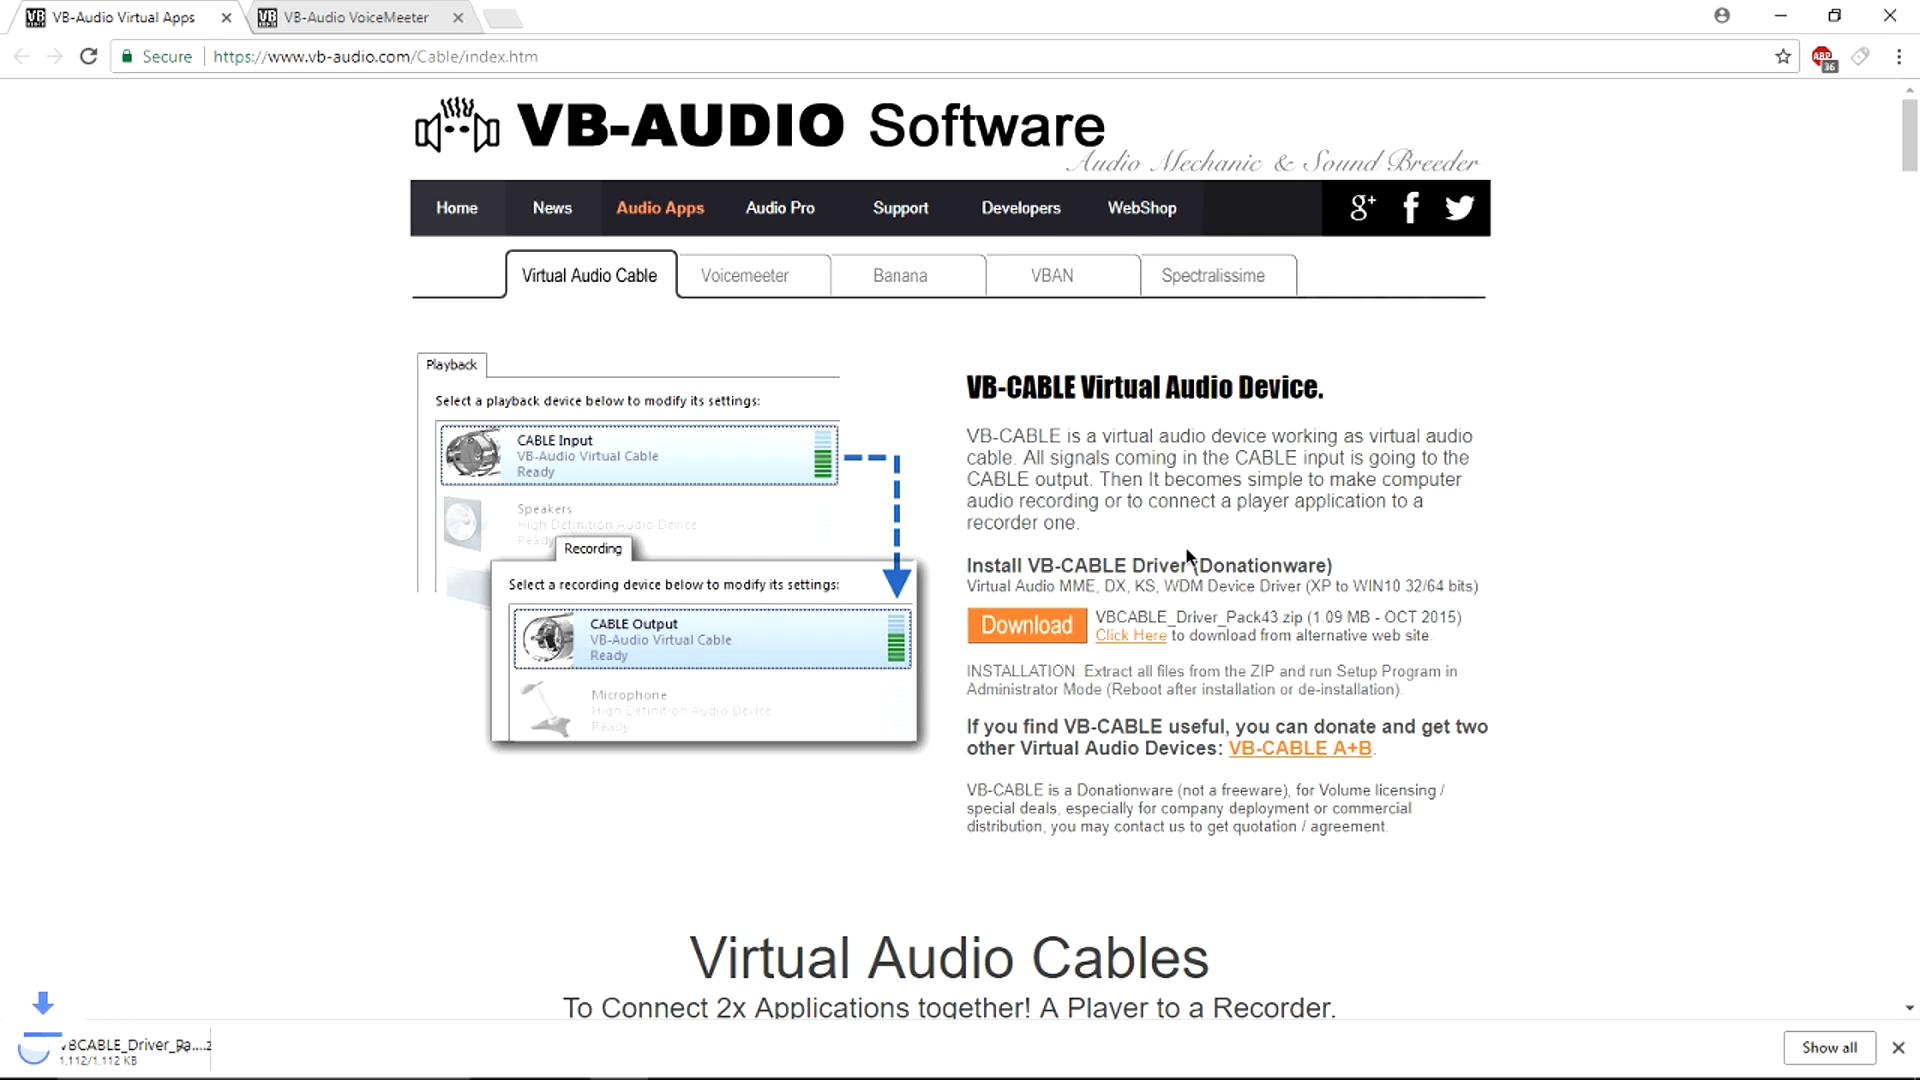 VB-Audio Virtual Apps
VB-Audio VoiceMeeter
Secure
https://www.vb-audio.com/Cable/index.htm
ABP
36
VB-AUDIO Software
Audio Mechanic & Sound Breeder
Home
News
Audio Apps
Audio Pro
Support
Developers
WebShop
g+
Virtual Audio Cable
Voicemeeter
Banana
VBAN
Spectralissime
Playback
Select a playback device below to modify its settings:
CABLE Input
VB-Audio Virtual Cable
Ready
Speakers
High Definition Audio Device
Ready
Recording
Select a recording device below to modify its settings:
CABLE Output
VB-Audio Virtual Cable
Ready
Microphone
High Definition Audio Device
Ready
VB-CABLE Virtual Audio Device.
VB-CABLE is a virtual audio device working as virtual audio
cable. All signals coming in the CABLE input is going to the
CABLE output. Then It becomes simple to make computer
audio recording or to connect a player application to a
recorder one.
Install VB-CABLE Driver (Donationware)
Virtual Audio MME, DX, KS, WDM Device Driver (XP to WIN10 32/64 bits)
Download
VBCABLE_Driver_Pack43.zip (1.09 MB - OCT 2015)
Click Here to download from alternative web site.
INSTALLATION: Extract all files from the ZIP and run Setup Program in
Administrator Mode (Reboot after installation or de-installation).
If you find VB-CABLE useful, you can donate and get two
other Virtual Audio Devices: VB-CABLE A+B.
VB-CABLE is a Donationware (not a freeware), for Volume licensing /
special deals, especially for company deployment or commercial
distribution, you may contact us to get quotation / agreement.
Virtual Audio Cables
To Connect 2x Applications together! A Player to a Recorder.
VBCABLE_Driver_Pa....z
1,112/1,112 KB
Show all